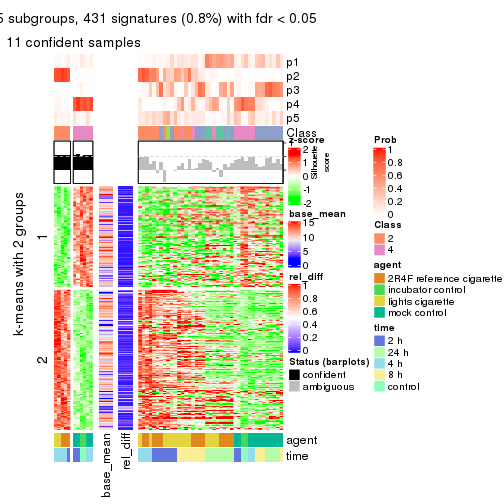 5 subgroups, 431 signatures (0.8%) with fdr < 0.05
11 confident samples
p1
p2
p3
p4
p5
Class
1
Silhouette
score
k-means with 2 groups
1
2
agent
time
base_mean
rel_diff
z-score
2
1
0
-1
-2
base_mean
15
10
5
0
rel_diff
1
0.8
0.6
0.4
0.2
0
Status (barplots)
confident
ambiguous
Prob
1
0.8
0.6
0.4
0.2
0
Class
2
4
agent
2R4F reference cigarette
incubator control
lights cigarette
mock control
time
2 h
24 h
4 h
8 h
control